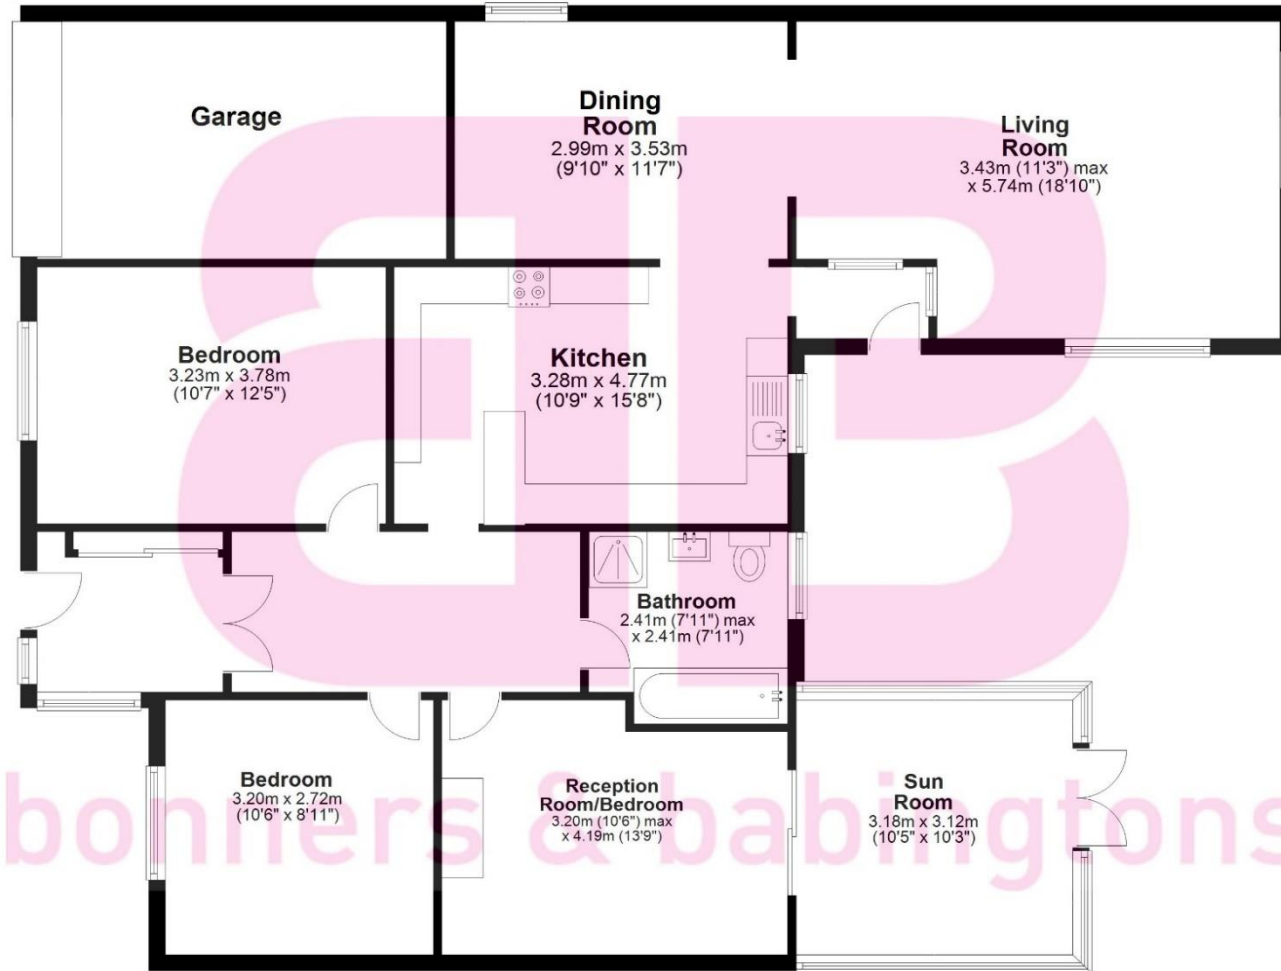 Garage
Dining
Room
2.99m x 3.53m
(9'10" x 11'7")
Living
Room
3.43m (11'3") max
x 5.74m (18'10")
Bedroom
3.23m x 3.78m
(10'7" x 12'5")
Kitchen
3.28m x 4.77m
(10'9" x 15'8")
Bathroom
2.41m (7'11") max
x 2.41m (7'11")
Bedroom
3.20m x 2.72m
(10'6" x 8'11")
Reception
Room/Bedroom
3.20m (10'6") max
x 4.19m (13'9")
Sun
Room
3.18m x 3.12m
(10'5" x 10'3")
aB
bonners & babingtons